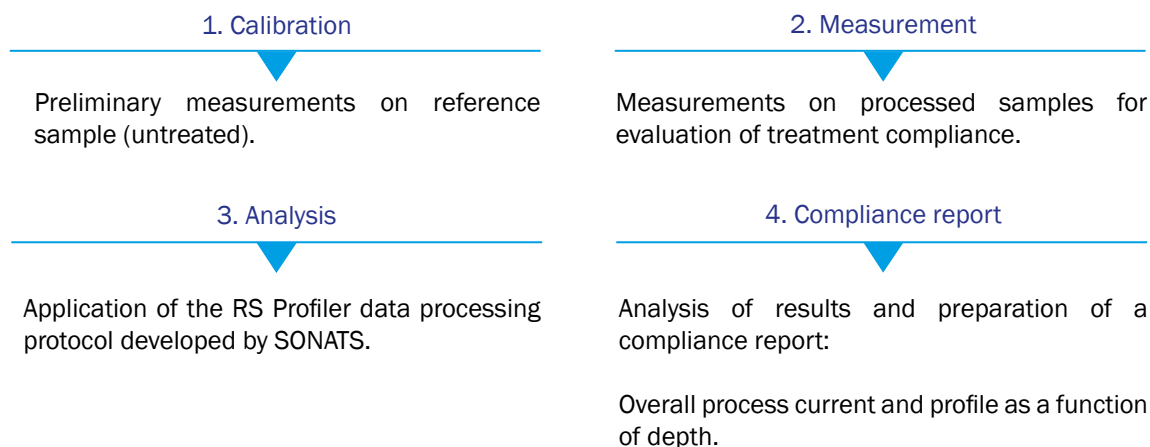 1. Calibration
Preliminary measurements on reference
sample (untreated).
2. Measurement
Measurements on processed samples for
evaluation of treatment compliance.
3. Analysis
Application of the RS Profiler data processing
protocol developed by SONATS.
4. Compliance report
Analysis of results and preparation of a
compliance report:
Overall process current and profile as a function
of depth.